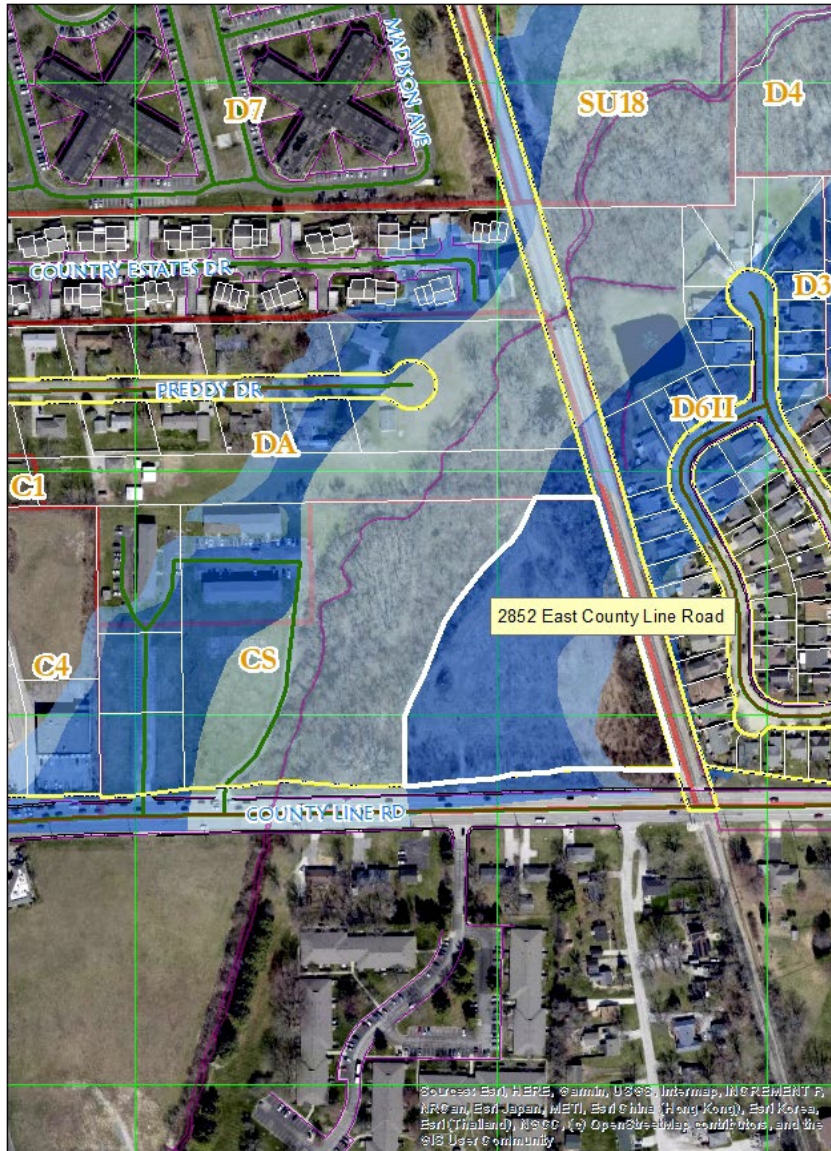 MADISON AVE
D7
SU18
D4
COUNTRY ESTATES DR
D3
PREDDY DR
D6II
DA
C1
2852 East County Line Road
C4
CS
COUNTY LINE RD
Sources: Esri, HERE, Garmin, USGS, Intermap, INCREMENT P,
NRCan, Esri Japan, METI, Esri China (Hong Kong), Esri Korea,
Esri (Thailand), NGCC, (c) OpenStreetMap contributors, and the
GIS User Community